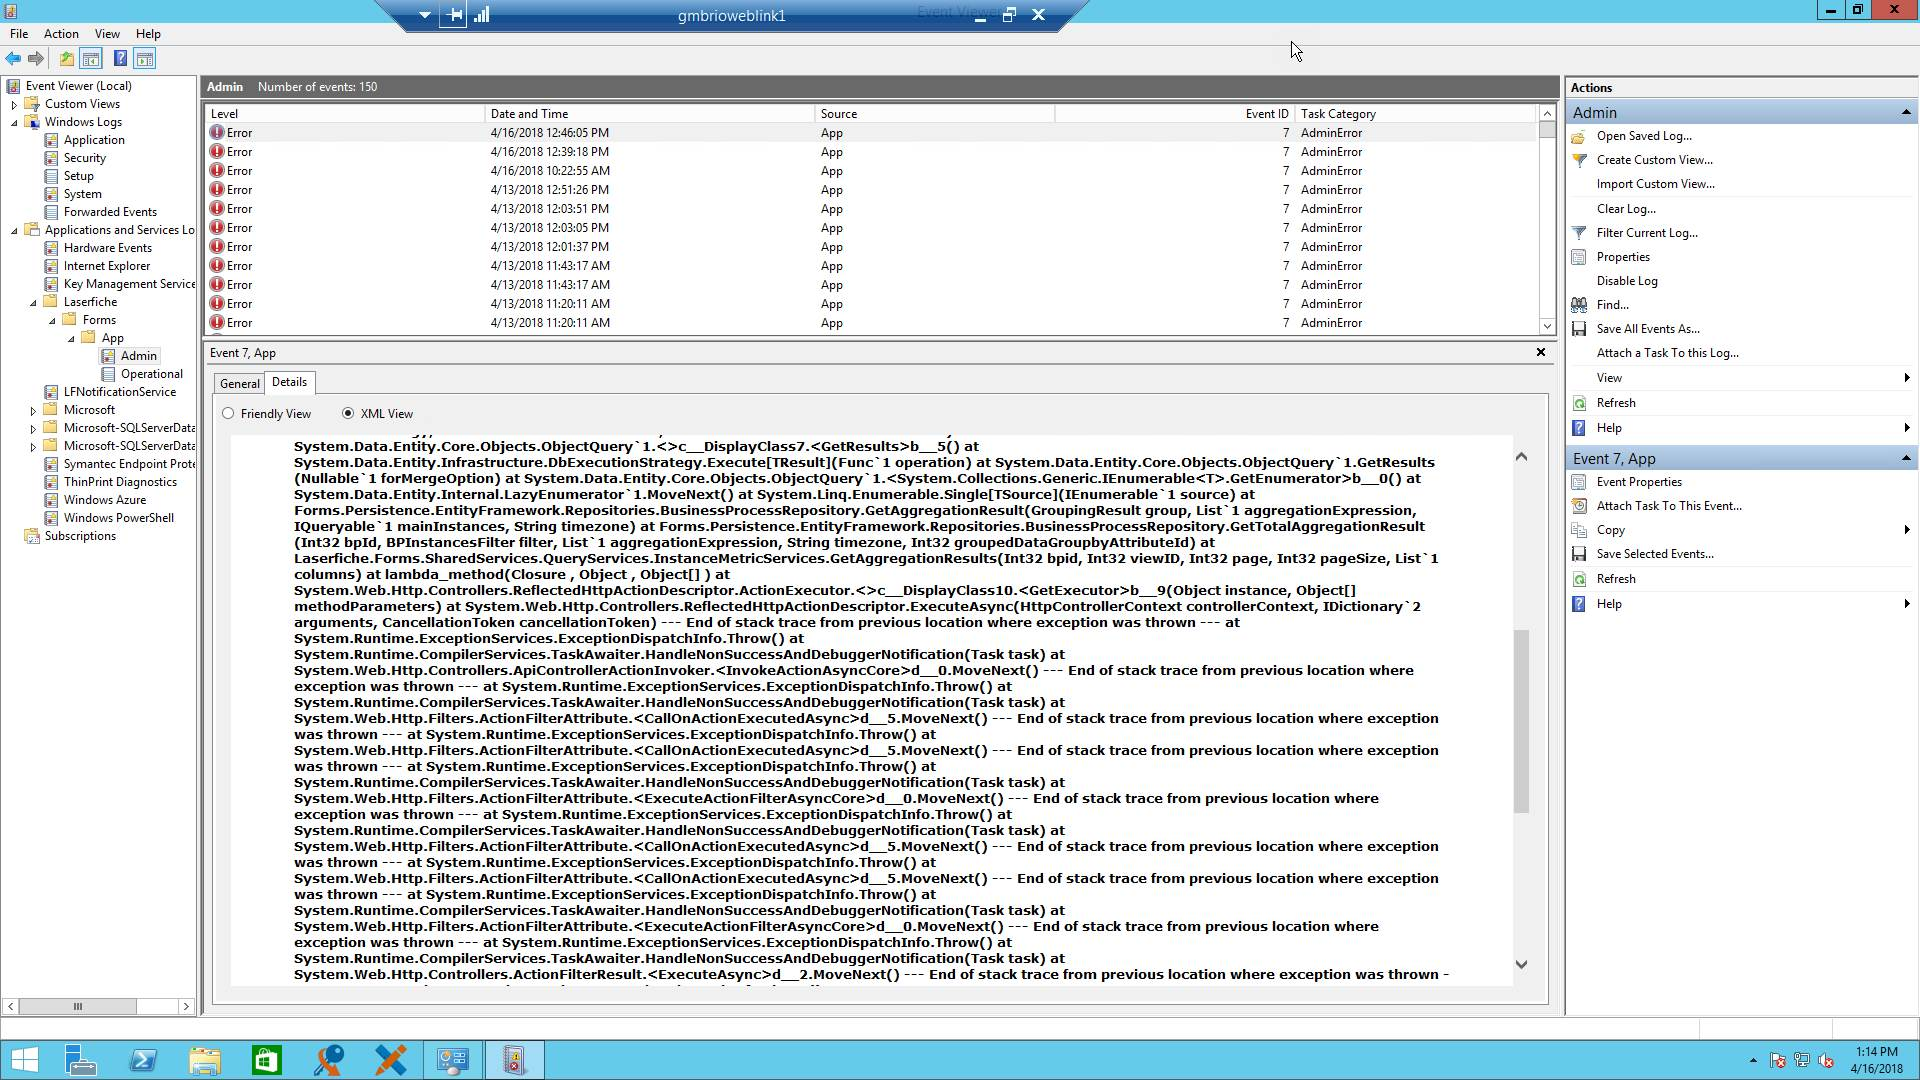 gmbrioweblink1
Event Viewer
File Action View Help
Event Viewer (Local)
Custom Views
Windows Logs
Application
Security
Setup
System
Forwarded Events
Applications and Services Lo
Hardware Events
Internet Explorer
Key Management Service
Laserfiche
Forms
App
Admin
Operational
LFNotificationService
Microsoft
Microsoft-SQLServerData
Microsoft-SQLServerData
Symantec Endpoint Prote
ThinPrint Diagnostics
Windows Azure
Windows PowerShell
Subscriptions
Admin Number of events: 150
Level Date and Time Source Event ID Task Category
Error 4/16/2018 12:46:05 PM App 7 AdminError
Error 4/16/2018 12:39:18 PM App 7 AdminError
Error 4/16/2018 10:22:55 AM App 7 AdminError
Error 4/13/2018 12:51:26 PM App 7 AdminError
Error 4/13/2018 12:03:51 PM App 7 AdminError
Error 4/13/2018 12:03:05 PM App 7 AdminError
Error 4/13/2018 12:01:37 PM App 7 AdminError
Error 4/13/2018 11:43:17 AM App 7 AdminError
Error 4/13/2018 11:43:17 AM App 7 AdminError
Error 4/13/2018 11:20:11 AM App 7 AdminError
Error 4/13/2018 11:20:11 AM App 7 AdminError
Event 7, App
General Details
Friendly View XML View
System.Data.Entity.Core.Objects.ObjectQuery`1.<>c__DisplayClass7.<GetResults>b__5() at
System.Data.Entity.Infrastructure.DbExecutionStrategy.Execute[TResult](Func`1 operation) at System.Data.Entity.Core.Objects.ObjectQuery`1.GetResults
(Nullable`1 forMergeOption) at System.Data.Entity.Core.Objects.ObjectQuery`1.<System.Collections.Generic.IEnumerable<T>.GetEnumerator>b__0() at
System.Data.Entity.Internal.LazyEnumerator`1.MoveNext() at System.Linq.Enumerable.Single[TSource](IEnumerable`1 source) at
Forms.Persistence.EntityFramework.Repositories.BusinessProcessRepository.GetAggregationResult(GroupingResult group, List`1 aggregationExpression,
IQueryable`1 mainInstances, String timezone) at Forms.Persistence.EntityFramework.Repositories.BusinessProcessRepository.GetTotalAggregationResult
(Int32 bpId, BPInstancesFilter filter, List`1 aggregationExpression, String timezone, Int32 groupedDataGroupbyAttributeId) at
Laserfiche.Forms.SharedServices.QueryServices.InstanceMetricServices.GetAggregationResults(Int32 bpid, Int32 viewID, Int32 page, Int32 pageSize, List`1
columns) at lambda_method(Closure , Object , Object[] ) at
System.Web.Http.Controllers.ReflectedHttpActionDescriptor.ActionExecutor.<>c__DisplayClass10.<GetExecutor>b__9(Object instance, Object[]
methodParameters) at System.Web.Http.Controllers.ReflectedHttpActionDescriptor.ExecuteAsync(HttpControllerContext controllerContext, IDictionary`2
arguments, CancellationToken cancellationToken) --- End of stack trace from previous location where exception was thrown --- at
System.Runtime.ExceptionServices.ExceptionDispatchInfo.Throw() at
System.Runtime.CompilerServices.TaskAwaiter.HandleNonSuccessAndDebuggerNotification(Task task) at
System.Web.Http.Controllers.ApiControllerActionInvoker.<InvokeActionAsyncCore>d__0.MoveNext() --- End of stack trace from previous location where
exception was thrown --- at System.Runtime.ExceptionServices.ExceptionDispatchInfo.Throw() at
System.Runtime.CompilerServices.TaskAwaiter.HandleNonSuccessAndDebuggerNotification(Task task) at
System.Web.Http.Filters.ActionFilterAttribute.<CallOnActionExecutedAsync>d__5.MoveNext() --- End of stack trace from previous location where exception
was thrown --- at System.Runtime.ExceptionServices.ExceptionDispatchInfo.Throw() at
System.Web.Http.Filters.ActionFilterAttribute.<CallOnActionExecutedAsync>d__5.MoveNext() --- End of stack trace from previous location where exception
was thrown --- at System.Runtime.ExceptionServices.ExceptionDispatchInfo.Throw() at
System.Runtime.CompilerServices.TaskAwaiter.HandleNonSuccessAndDebuggerNotification(Task task) at
System.Web.Http.Filters.ActionFilterAttribute.<ExecuteActionFilterAsyncCore>d__0.MoveNext() --- End of stack trace from previous location where
exception was thrown --- at System.Runtime.ExceptionServices.ExceptionDispatchInfo.Throw() at
System.Runtime.CompilerServices.TaskAwaiter.HandleNonSuccessAndDebuggerNotification(Task task) at
System.Web.Http.Filters.ActionFilterAttribute.<CallOnActionExecutedAsync>d__5.MoveNext() --- End of stack trace from previous location where exception
was thrown --- at System.Runtime.ExceptionServices.ExceptionDispatchInfo.Throw() at
System.Web.Http.Filters.ActionFilterAttribute.<CallOnActionExecutedAsync>d__5.MoveNext() --- End of stack trace from previous location where exception
was thrown --- at System.Runtime.ExceptionServices.ExceptionDispatchInfo.Throw() at
System.Runtime.CompilerServices.TaskAwaiter.HandleNonSuccessAndDebuggerNotification(Task task) at
System.Web.Http.Filters.ActionFilterAttribute.<ExecuteActionFilterAsyncCore>d__0.MoveNext() --- End of stack trace from previous location where
exception was thrown --- at System.Runtime.ExceptionServices.ExceptionDispatchInfo.Throw() at
System.Runtime.CompilerServices.TaskAwaiter.HandleNonSuccessAndDebuggerNotification(Task task) at
System.Web.Http.Controllers.ActionFilterResult.<ExecuteAsync>d__2.MoveNext() --- End of stack trace from previous location where exception was thrown -
Actions
Admin
Open Saved Log...
Create Custom View...
Import Custom View...
Clear Log...
Filter Current Log...
Properties
Disable Log
Find...
Save All Events As...
Attach a Task To this Log...
View
Refresh
Help
Event 7, App
Event Properties
Attach Task To This Event...
Copy
Save Selected Events...
Refresh
Help
1:14 PM
4/16/2018